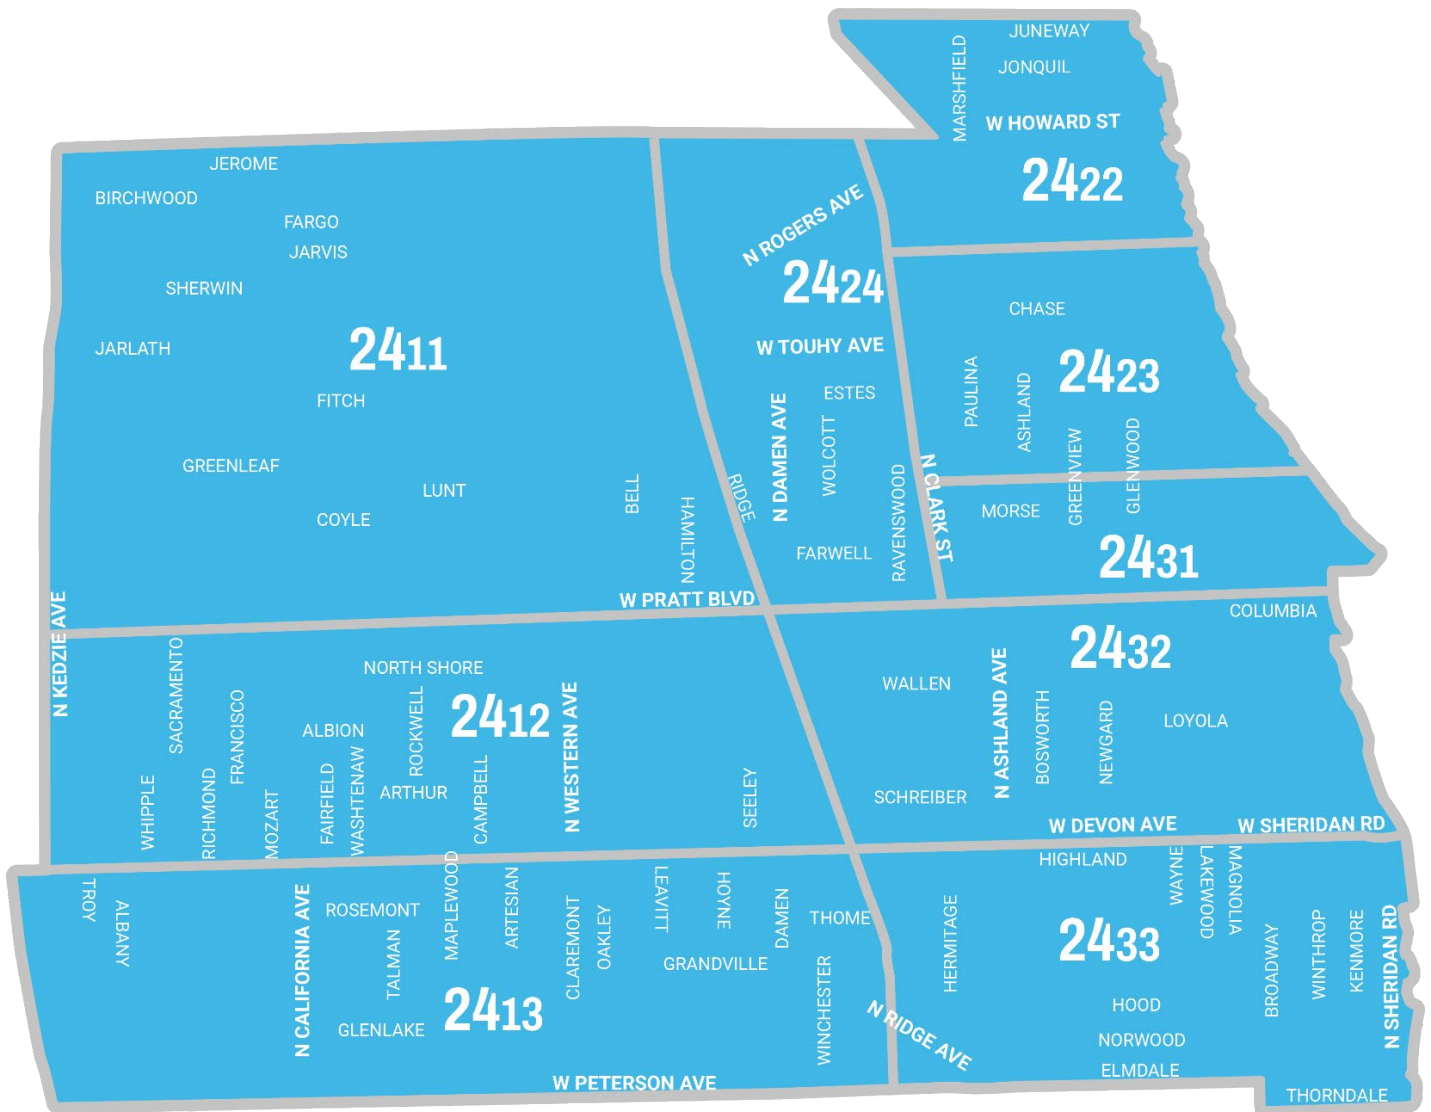 JUNEWAY
JONQUIL
MARSHFIELD
W HOWARD ST
2422
JEROME
BIRCHWOOD
FARGO
JARVIS
SHERWIN
JARLATH
2411
FITCH
GREENLEAF
LUNT
COYLE
BELL
HAMILTON
RIDGE
W PRATT BLVD
N KEDZIE AVE
N ROGERS AVE
2424
W TOUHY AVE
ESTES
N DAMEN AVE
WOLCOTT
RAVENSWOOD
FARWELL
N CLARK ST
CHASE
2423
PAULINA
ASHLAND
GREENVIEW
GLENWOOD
MORSE
2431
COLUMBIA
2432
WALLEN
N ASHLAND AVE
BOSWORTH
NEWGARD
LOYOLA
SCHREIBER
W DEVON AVE
W SHERIDAN RD
SACRAMENTO
NORTH SHORE
2412
ROCKWELL
FRANCISCO
ALBION
N WESTERN AVE
WHIPPLE
RICHMOND
MOZART
FAIRFIELD
WASHTENAW
ARTHUR
CAMPBELL
SEELEY
TROY
ALBANY
N CALIFORNIA AVE
ROSEMONT
TALMAN
MAPLEWOOD
ARTESIAN
CLAREMONT
OAKLEY
LEAVITT
HOYNE
DAMEN
THOME
GRANDVILLE
WINCHESTER
2413
GLENLAKE
W PETERSON AVE
HIGHLAND
WAYNE
LAKEWOOD
MAGNOLIA
HERMITAGE
2433
BROADWAY
WINTHROP
KENMORE
N SHERIDAN RD
HOOD
N RIDGE AVE
NORWOOD
ELMDALE
THORNDALE